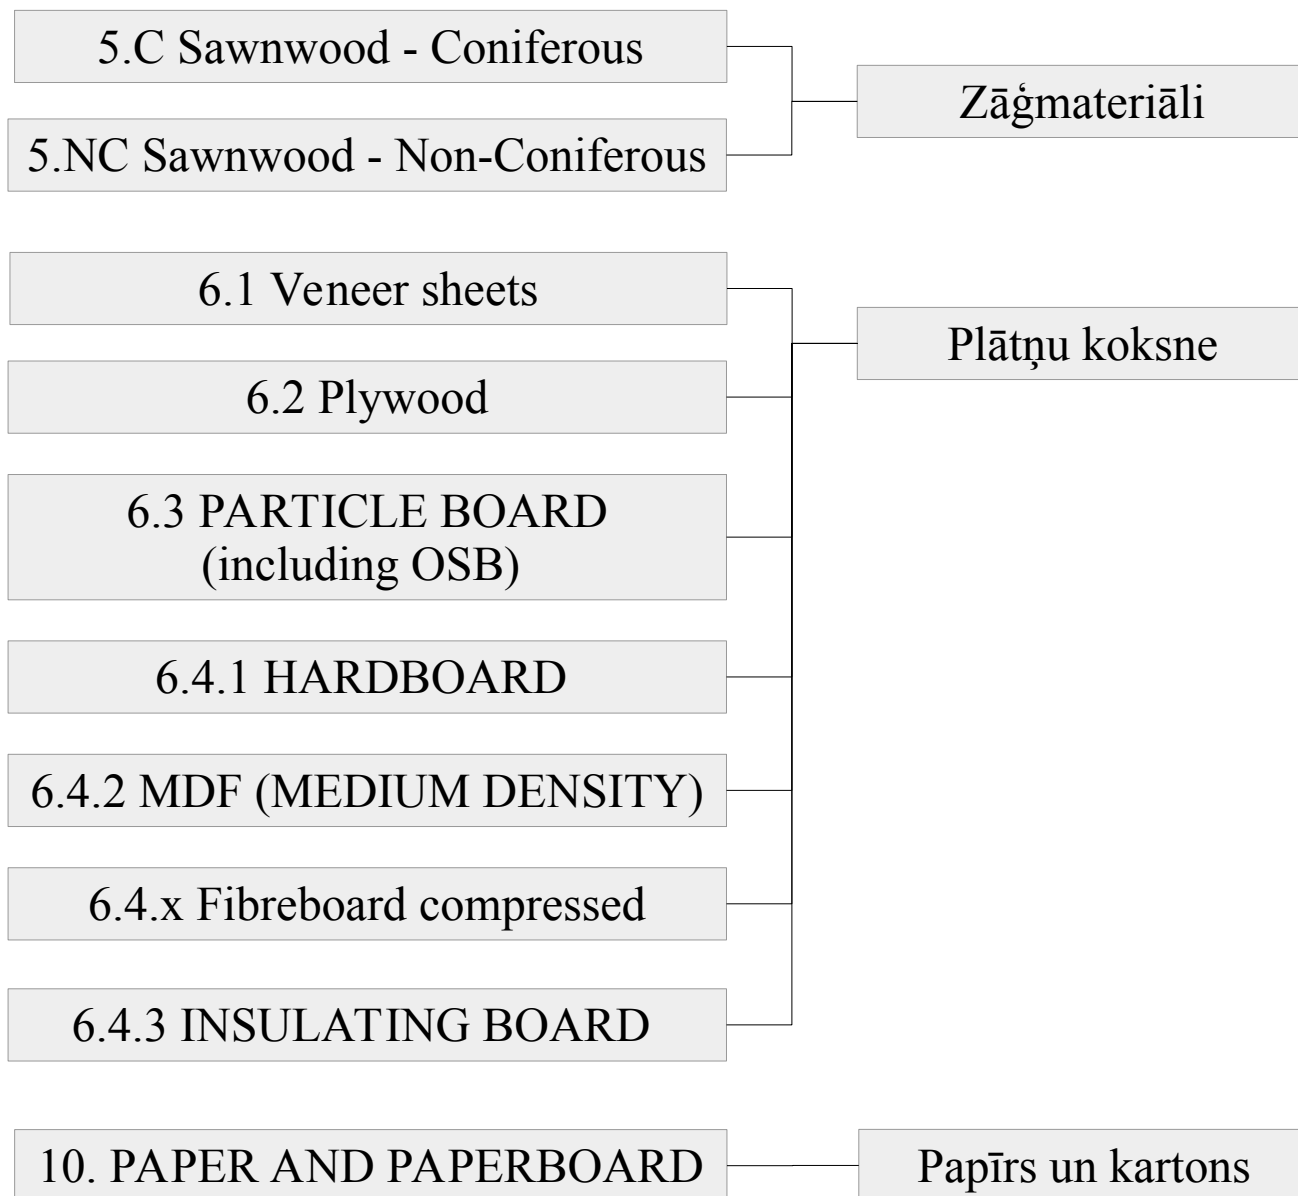 5.C Sawnwood - Coniferous
Zāģmateriāli
5.NC Sawnwood - Non-Coniferous
6.1 Veneer sheets
Plātņu koksne
6.2 Plywood
6.3 PARTICLE BOARD
(including OSB)
6.4.1 HARDBOARD
6.4.2 MDF (MEDIUM DENSITY)
6.4.x Fibreboard compressed
6.4.3 INSULATING BOARD
10. PAPER AND PAPERBOARD
Papīrs un kartons